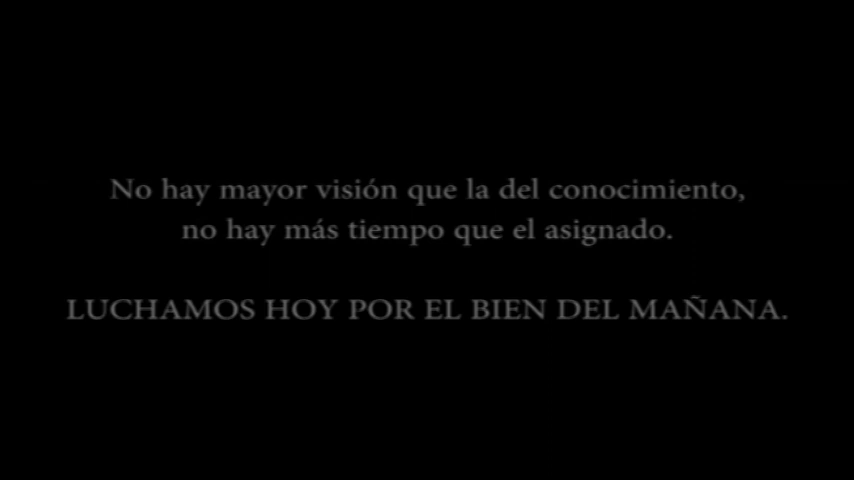 No hay mayor visión que la del conocimiento,
no hay más tiempo que el asignado.
LUCHAMOS HOY POR EL BIEN DEL MAÑANA.